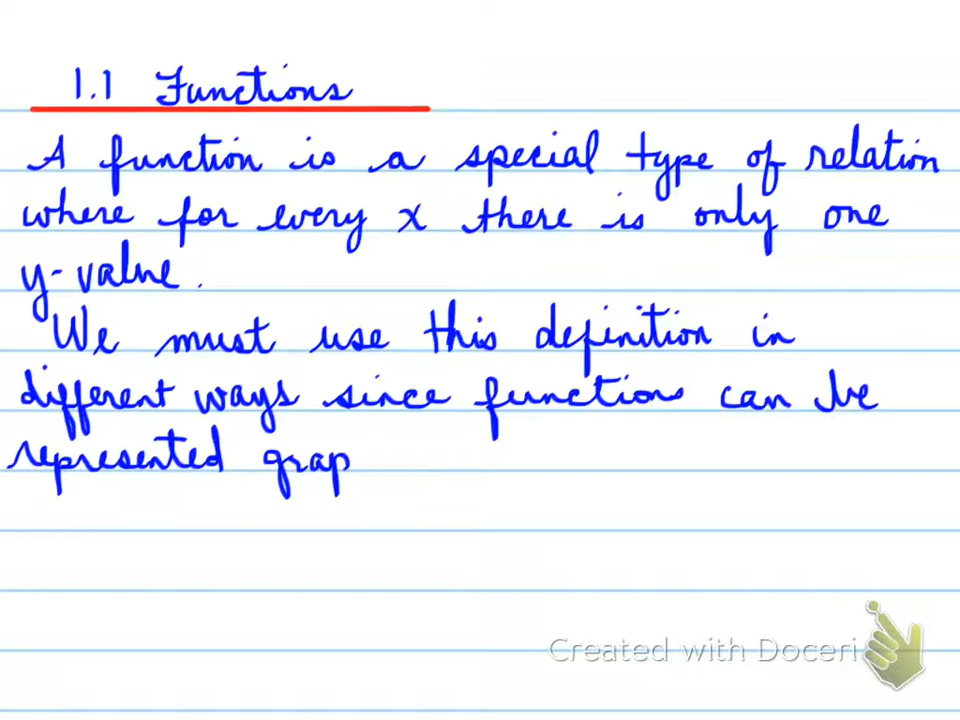 1.1 Functions
A function is a special type of relation
where for every x there is only one
y-value.
We must use this definition in
different ways since functions can be
represented grap
Created with Doceri